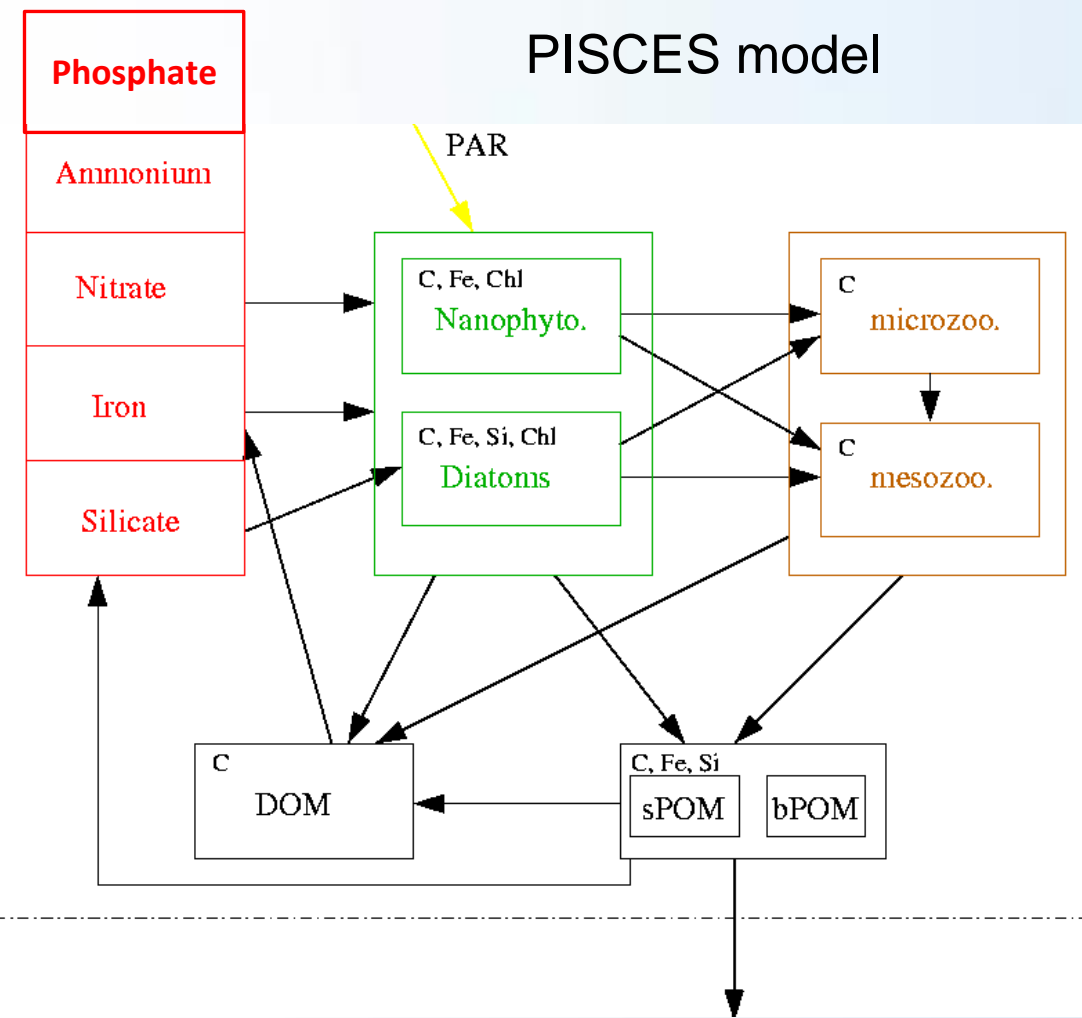 PISCES model
Phosphate
Ammonium
Nitrate
Iron
Silicate
PAR
C, Fe, Chl
Nanophyto.
C, Fe, Si, Chl
Diatoms
C
microzoo.
C
mesozoo.
C
DOM
C, Fe, Si
sPOM
bPOM